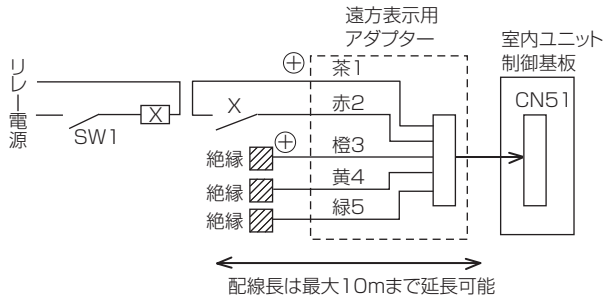 遠方表示用
アダプター
室内ユニット
制御基板
リレー電源
SW1
X
X
⊕
茶1
赤2
⊕
橙3
黄4
緑5
絶縁
絶縁
絶縁
CN51
配線長は最大10mまで延長可能